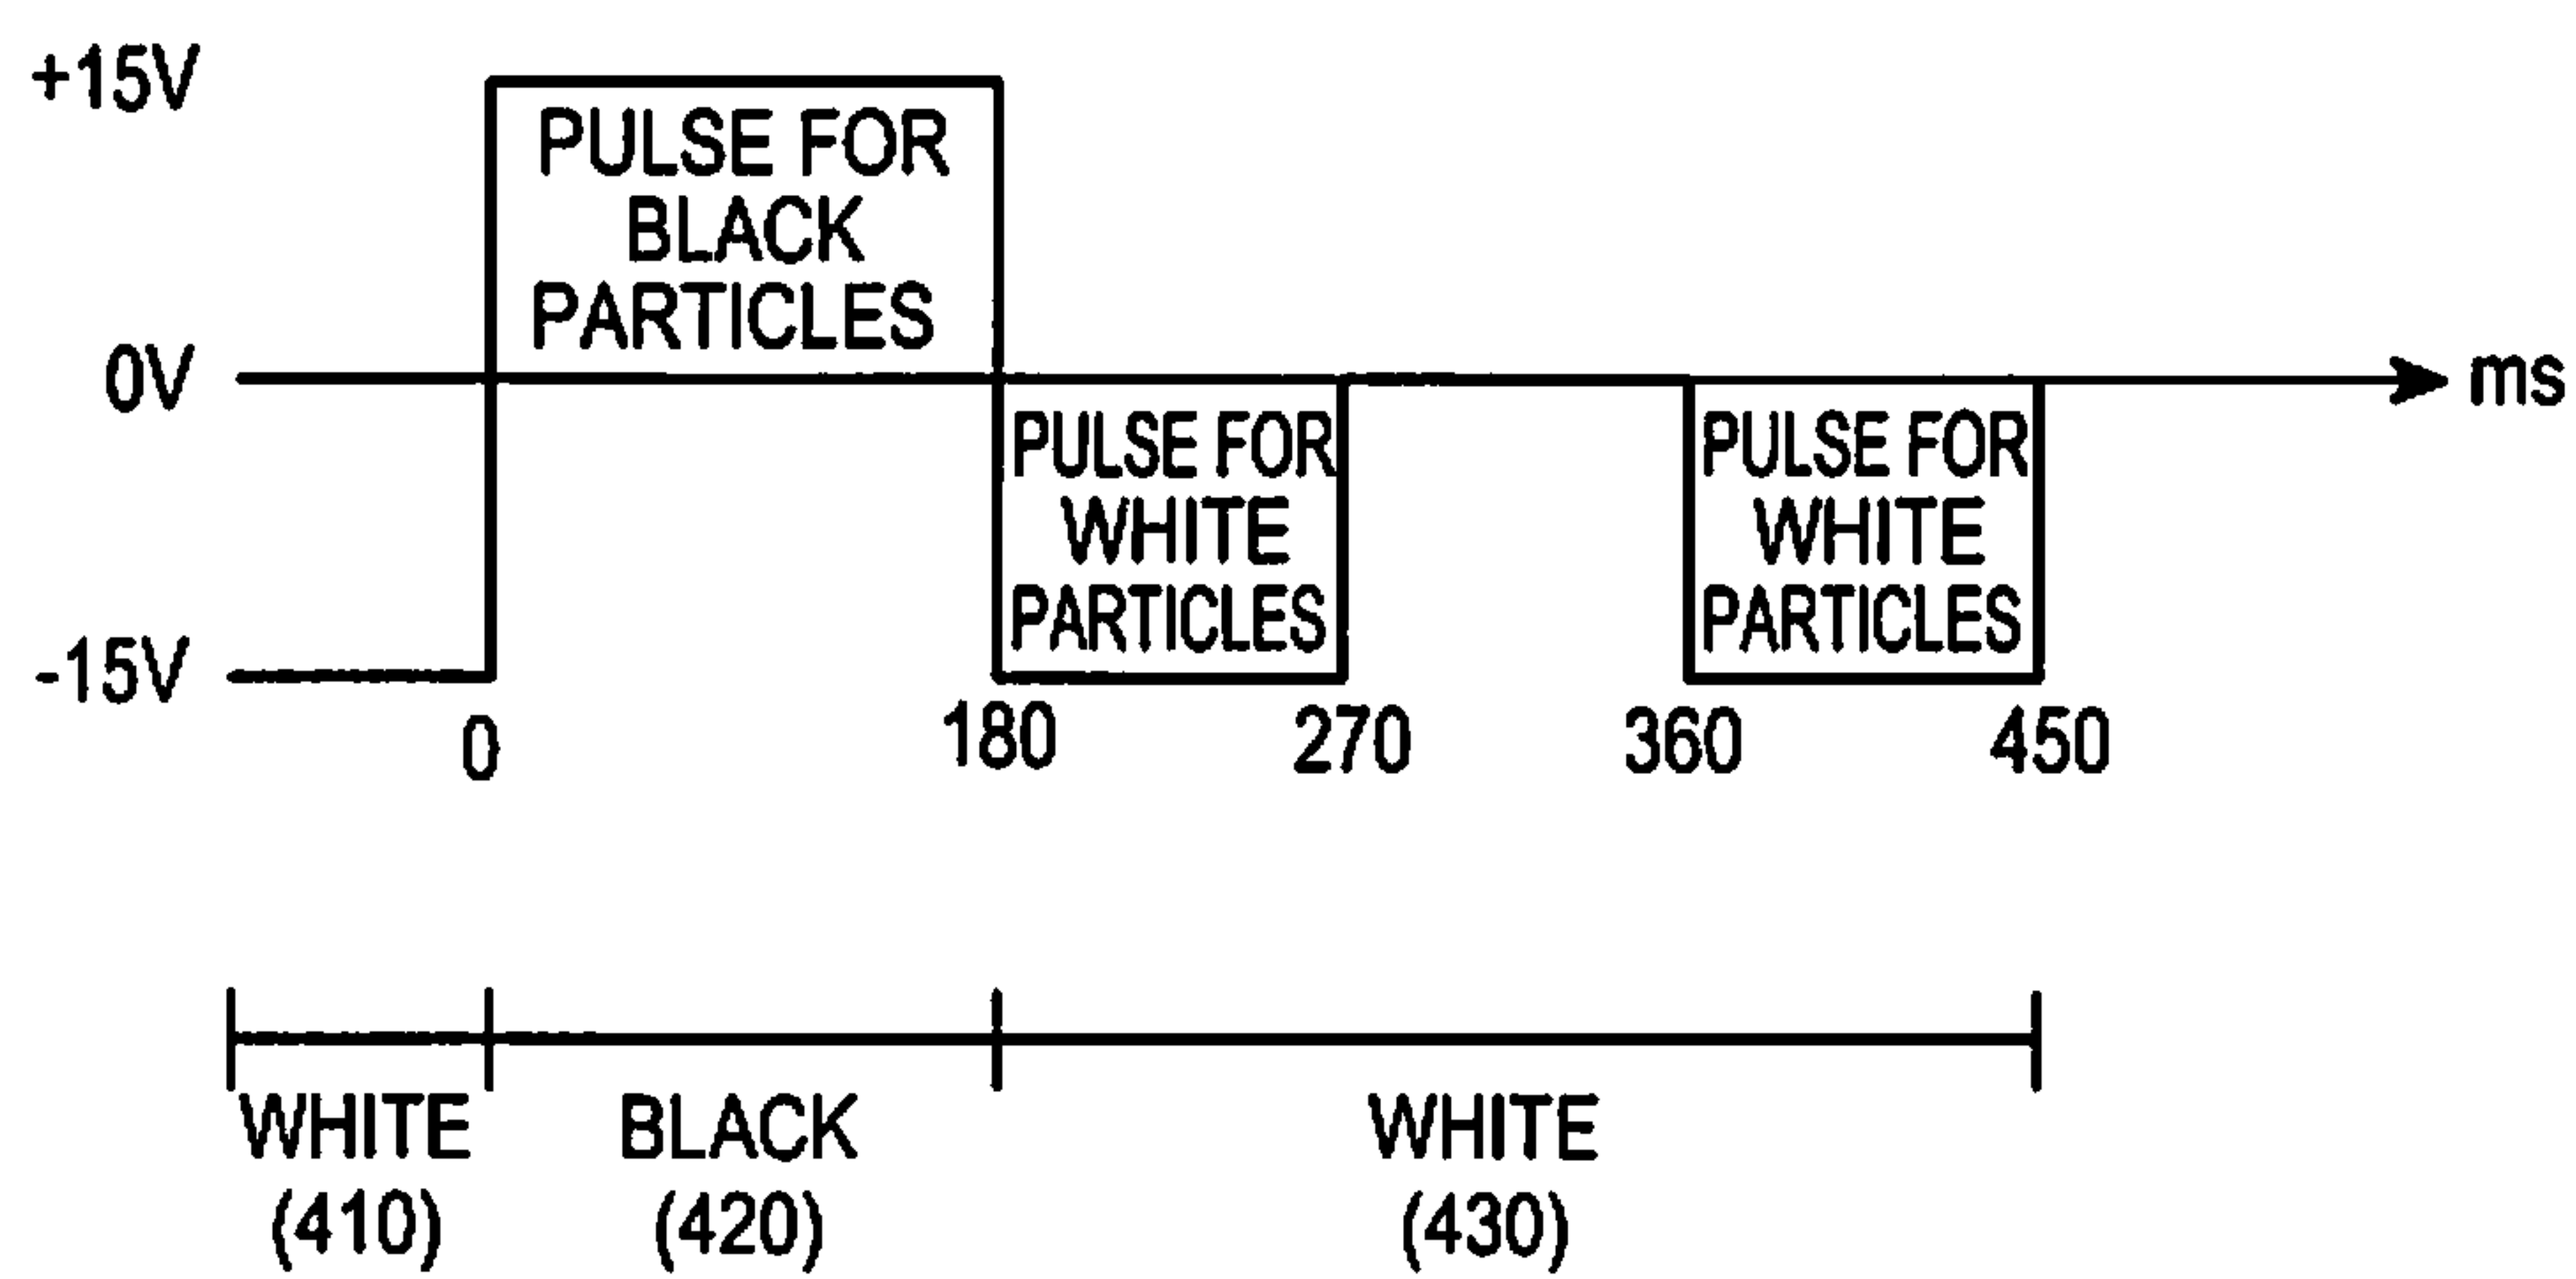 +15V
PULSE FOR
BLACK
PARTICLES
0V
ms
PULSE FOR
WHITE
PARTICLES
PULSE FOR
WHITE
PARTICLES
-15V
0
180
270
360
450
WHITE
(410)
BLACK
(420)
WHITE
(430)